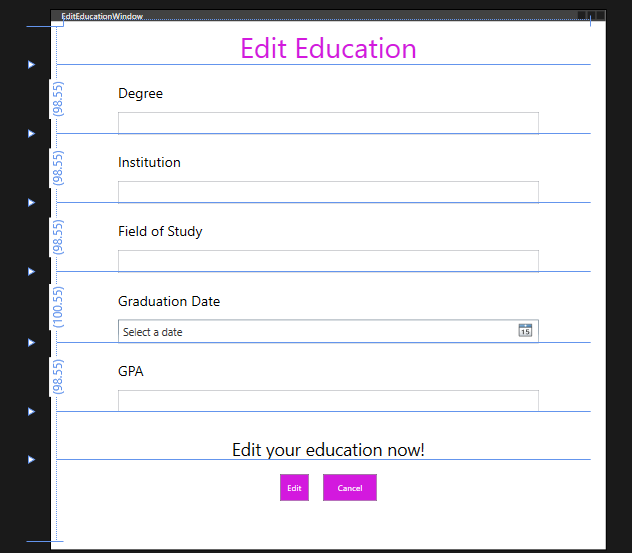 EditEducationWindow
Edit Education
(98.55)
Degree
(98.55)
Institution
(98.55)
Field of Study
(100.55)
Graduation Date
Select a date
15
(98.55)
GPA
Edit your education now!
Edit
Cancel